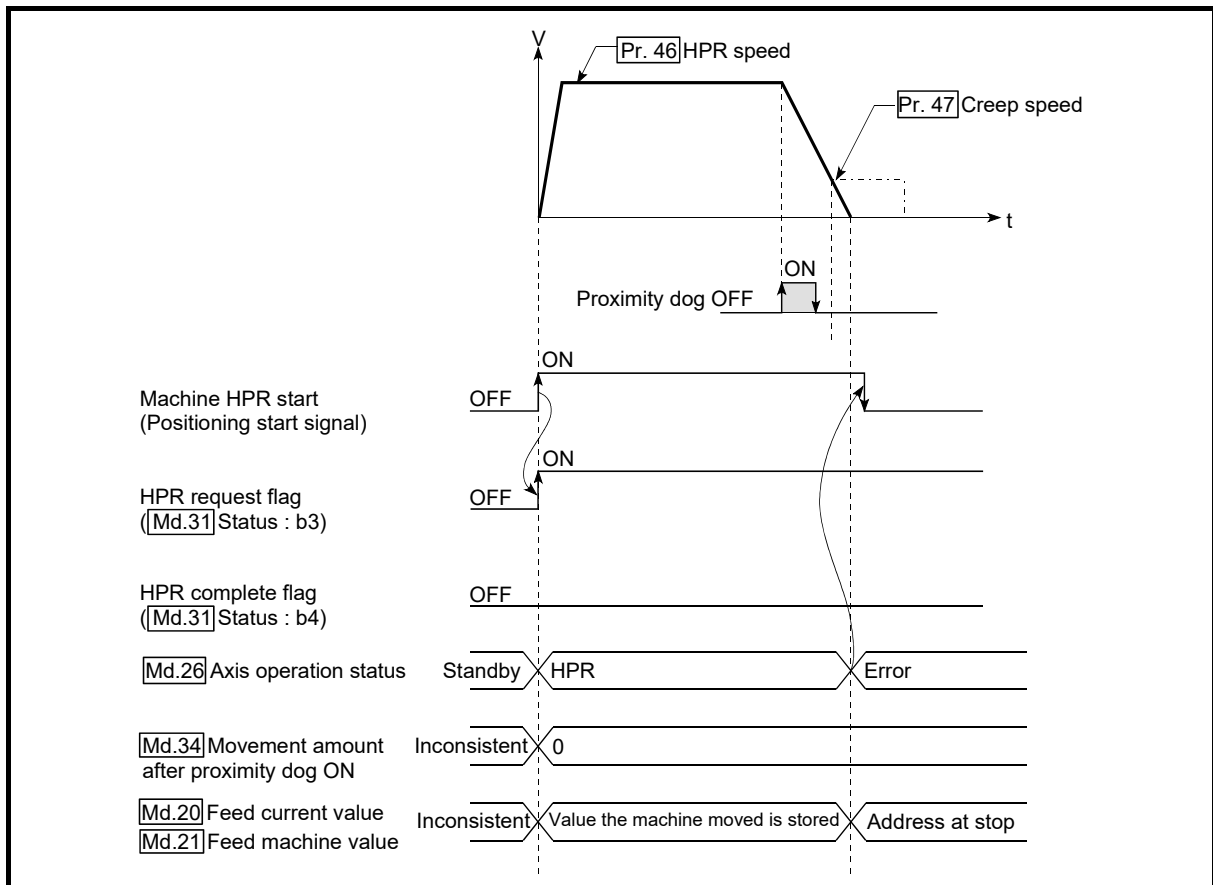 V
Pr. 46 HPR speed
Pr. 47 Creep speed
t
ON
Proximity dog OFF
ON
Machine HPR start
(Positioning start signal)
OFF
ON
HPR request flag
( Md.31 Status : b3)
OFF
HPR complete flag
( Md.31 Status : b4)
OFF
Md.26 Axis operation status Standby HPR Error
Md.34 Movement amount
after proximity dog ON
Inconsistent 0
Md.20 Feed current value
Md.21 Feed machine value
Inconsistent Value the machine moved is stored Address at stop